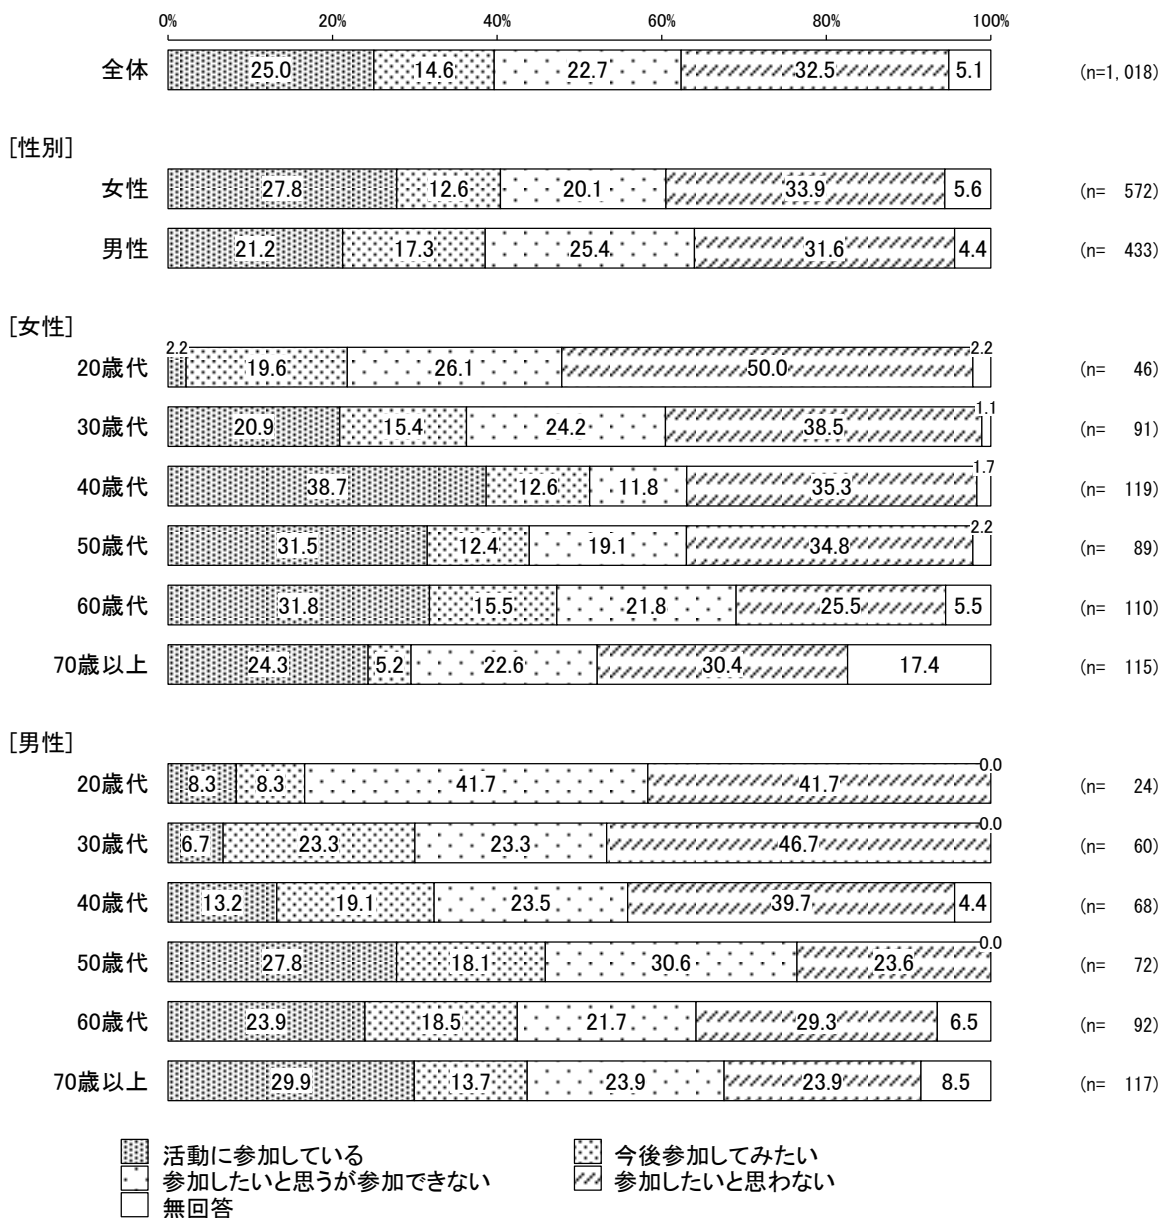 0% 20% 40% 60% 80% 100%
全体 25.0 14.6 22.7 32.5 5.1 (n=1,018)
[性別]
女性 27.8 12.6 20.1 33.9 5.6 (n= 572)
男性 21.2 17.3 25.4 31.6 4.4 (n= 433)
[女性]
20歳代 2.2 19.6 26.1 50.0 2.2 (n= 46)
30歳代 20.9 15.4 24.2 38.5 1.1 (n= 91)
40歳代 38.7 12.6 11.8 35.3 1.7 (n= 119)
50歳代 31.5 12.4 19.1 34.8 2.2 (n= 89)
60歳代 31.8 15.5 21.8 25.5 5.5 (n= 110)
70歳以上 24.3 5.2 22.6 30.4 17.4 (n= 115)
[男性]
20歳代 8.3 8.3 41.7 41.7 0.0 (n= 24)
30歳代 6.7 23.3 23.3 46.7 0.0 (n= 60)
40歳代 13.2 19.1 23.5 39.7 4.4 (n= 68)
50歳代 27.8 18.1 30.6 23.6 0.0 (n= 72)
60歳代 23.9 18.5 21.7 29.3 6.5 (n= 92)
70歳以上 29.9 13.7 23.9 23.9 8.5 (n= 117)
活動に参加している 今後参加してみたい
参加したいと思うが参加できない 参加したいと思わない
無回答